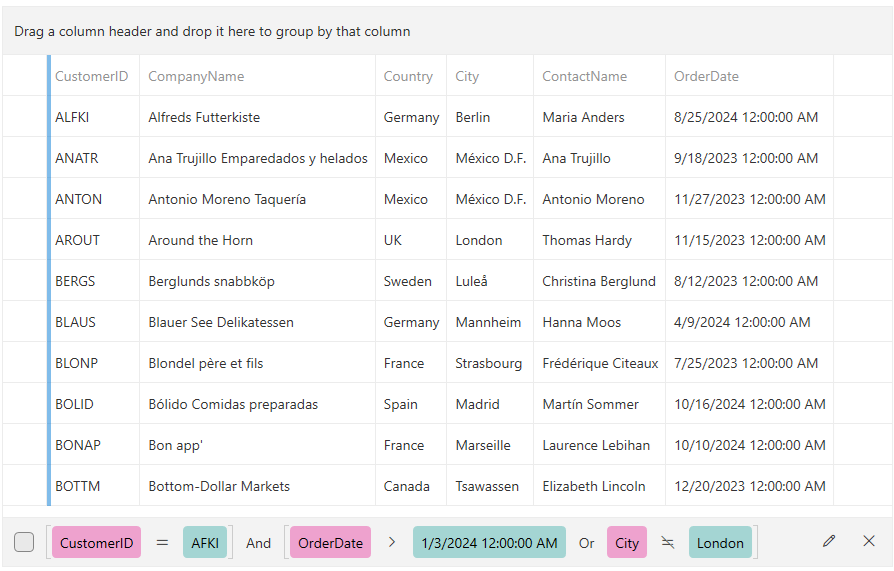 Drag a column header and drop it here to group by that column
CustomerID CompanyName Country City ContactName OrderDate
ALFKI Alfreds Futterkiste Germany Berlin Maria Anders 8/25/2024 12:00:00 AM
ANATR Ana Trujillo Emparedados y helados Mexico México D.F. Ana Trujillo 9/18/2023 12:00:00 AM
ANTON Antonio Moreno Taquería Mexico México D.F. Antonio Moreno 11/27/2023 12:00:00 AM
AROUT Around the Horn UK London Thomas Hardy 11/15/2023 12:00:00 AM
BERGS Berglunds snabbköp Sweden Luleå Christina Berglund 8/12/2023 12:00:00 AM
BLAUS Blauer See Delikatessen Germany Mannheim Hanna Moos 4/9/2024 12:00:00 AM
BLONP Blondel père et fils France Strasbourg Frédérique Citeaux 7/25/2023 12:00:00 AM
BOLID Bólido Comidas preparadas Spain Madrid Martín Sommer 10/16/2024 12:00:00 AM
BONAP Bon app' France Marseille Laurence Lebihan 10/10/2024 12:00:00 AM
BOTTM Bottom-Dollar Markets Canada Tsawassen Elizabeth Lincoln 12/20/2023 12:00:00 AM
[CustomerID = AFKI] And [OrderDate > 1/3/2024 12:00:00 AM Or City ≠ London]